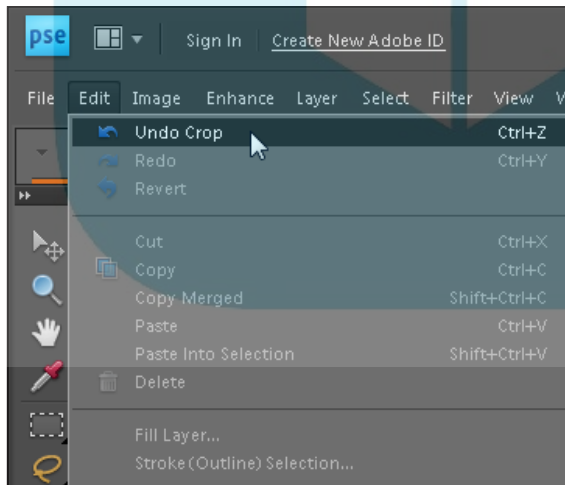 pse Sign In Create New Adobe ID
File Edit Image Enhance Layer Select Filter View
Undo Crop Ctrl+Z
Redo Ctrl+Y
Revert
Cut Ctrl+X
Copy Ctrl+C
Copy Merged Shift+Ctrl+C
Paste Ctrl+V
Paste Into Selection Shift+Ctrl+V
Delete
Fill Layer...
Stroke (Outline) Selection...